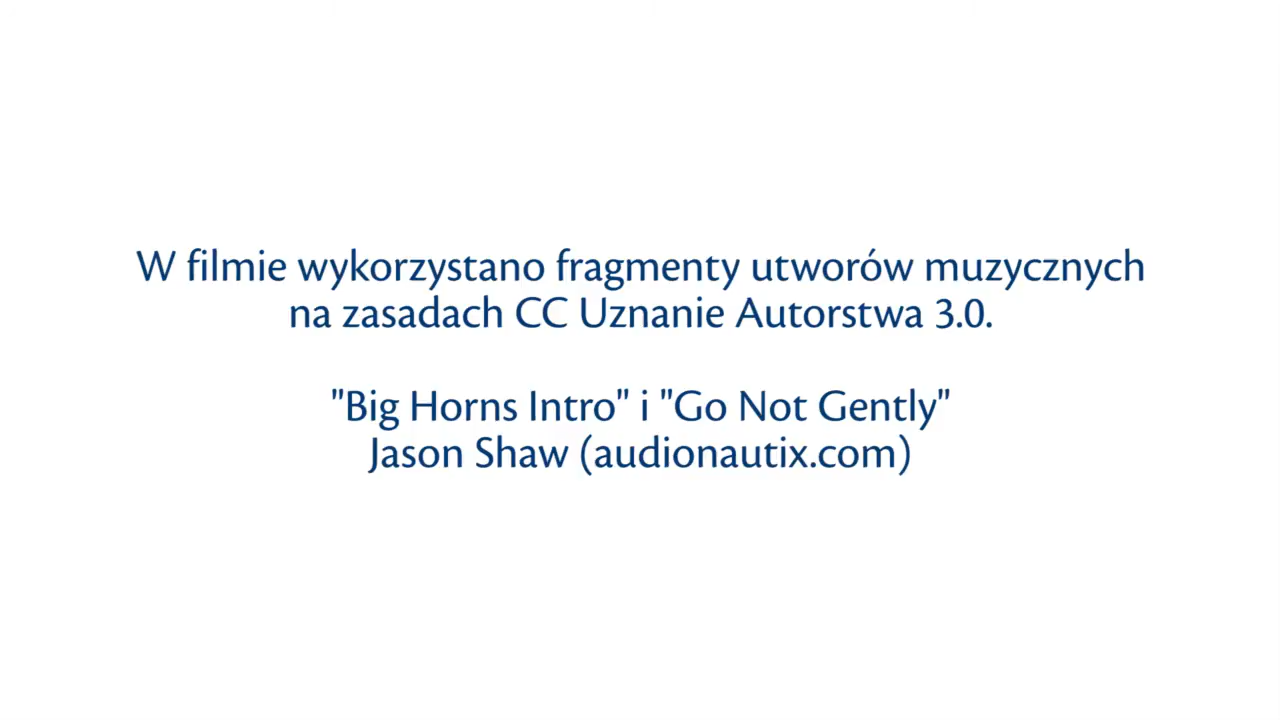 W filmie wykorzystano fragmenty utworów muzycznych
na zasadach CC Uznanie Autorstwa 3.0.
"Big Horns Intro" i "Go Not Gently"
Jason Shaw (audionautix.com)